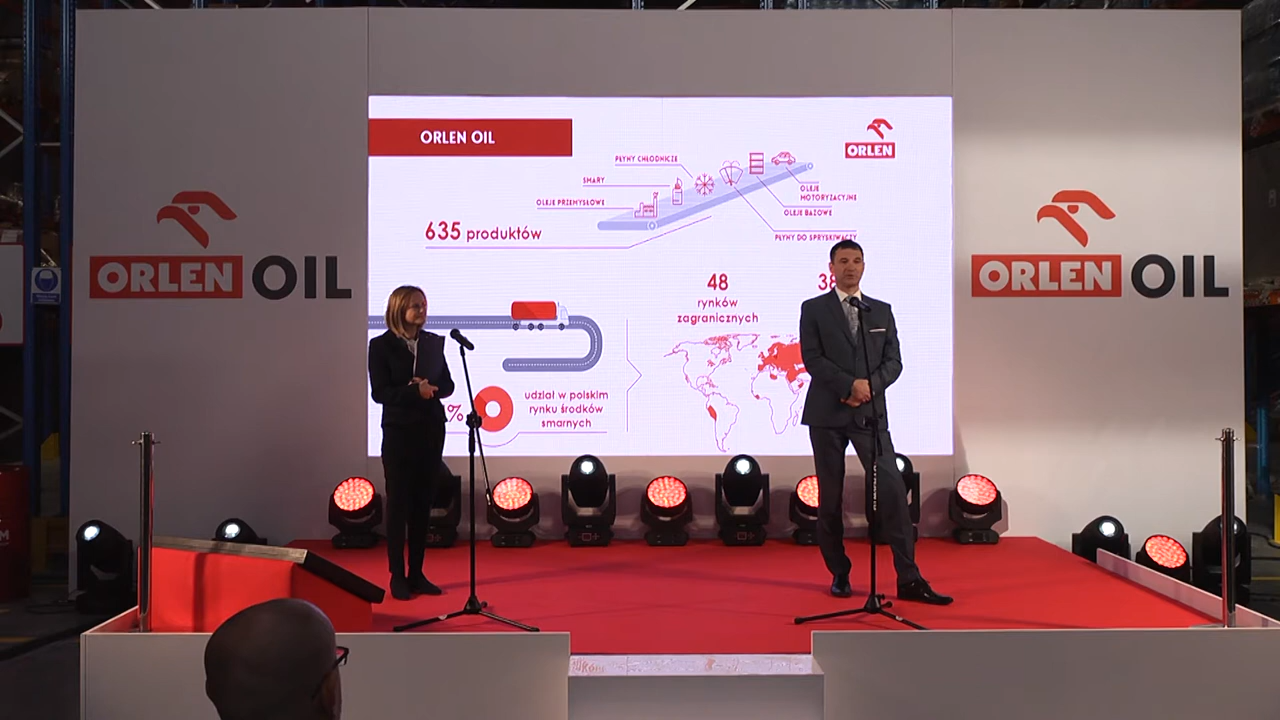 ORLEN OIL
ORLEN
PŁYNY CHŁODNICZE
SMARY
OLEJE PRZEMYSŁOWE
OLEJE
MOTORYZACYJNE
OLEJE BAZOWE
PŁYNY DO SPRYSKIWACZY
635 produktów
48
rynków
zagranicznych
38
%
udział w polskim
rynku środków
smarnych
ORLEN OIL
ORLEN OIL